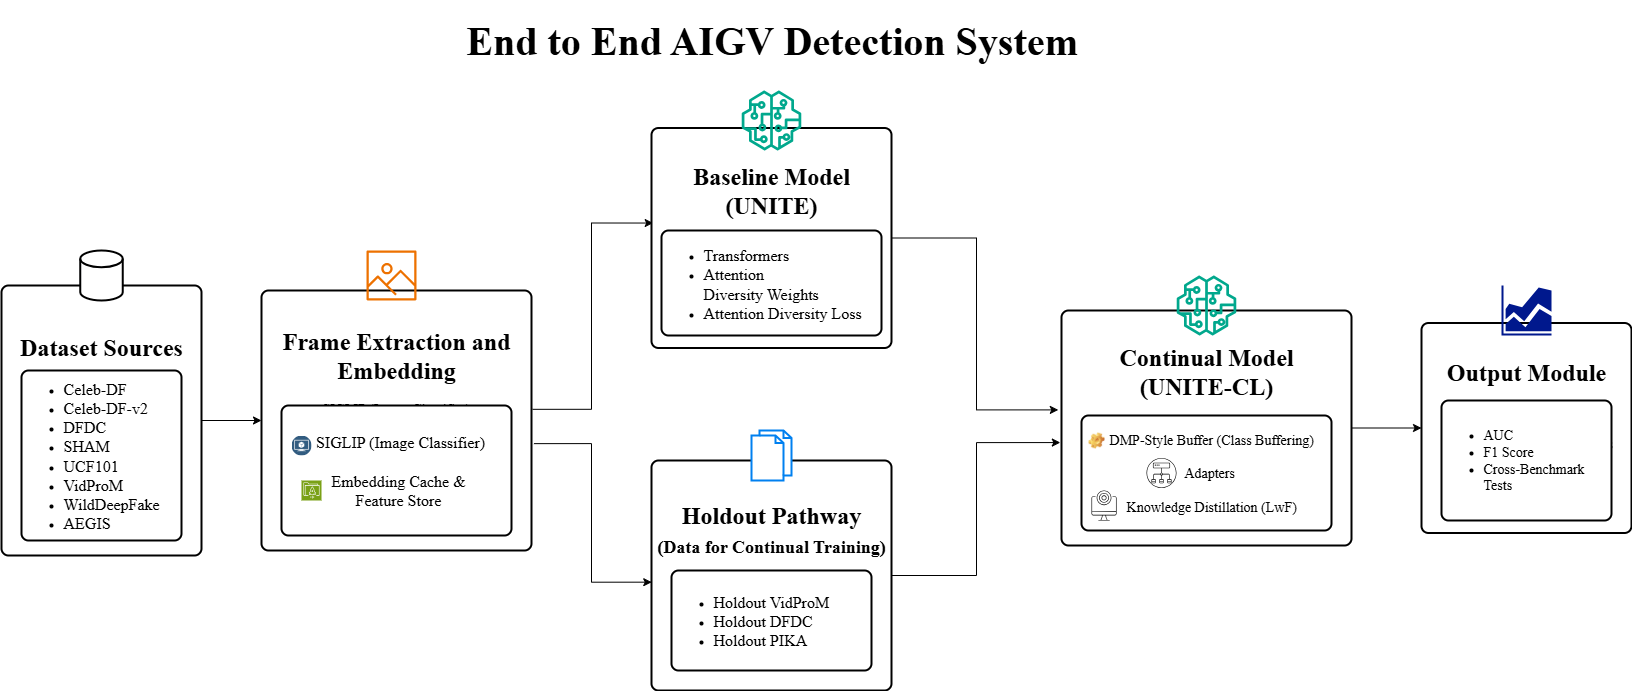 End to End AIGV Detection System
Dataset Sources
Celeb-DF
Celeb-DF-v2
DFDC
SHAM
UCF101
VidProM
WildDeepFake
AEGIS
Frame Extraction and
Embedding
SIGLIP (Image Classifier)
Embedding Cache &
Feature Store
Baseline Model
(UNITE)
Transformers
Attention
Diversity Weights
Attention Diversity Loss
Holdout Pathway
(Data for Continual Training)
Holdout VidProM
Holdout DFDC
Holdout PIKA
Continual Model
(UNITE-CL)
DMP-Style Buffer (Class Buffering)
Adapters
Knowledge Distillation (LwF)
Output Module
AUC
F1 Score
Cross-Benchmark
Tests